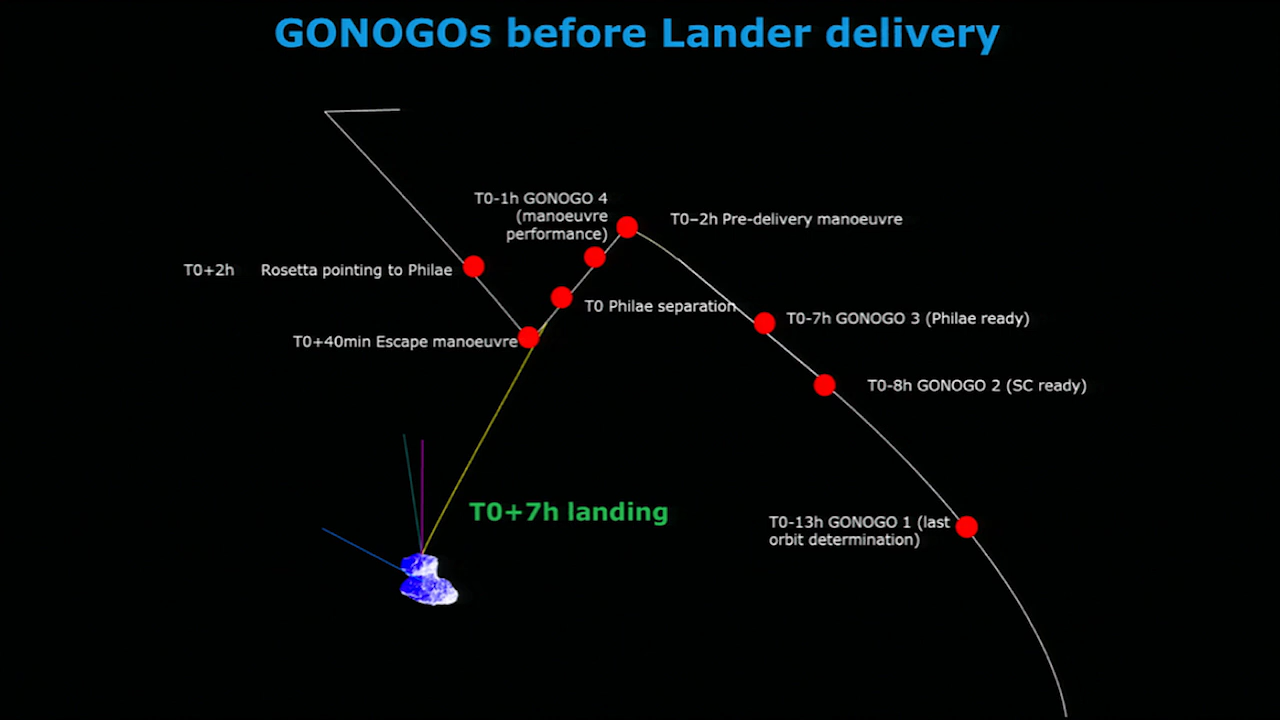 GONOGOs before Lander delivery
T0-1h GONOGO 4
(manoeuvre
performance)
T0–2h Pre-delivery manoeuvre
T0+2h Rosetta pointing to Philae
T0 Philae separation
T0-7h GONOGO 3 (Philae ready)
T0+40min Escape manoeuvre
T0-8h GONOGO 2 (SC ready)
T0+7h landing
T0-13h GONOGO 1 (last
orbit determination)